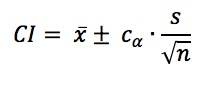 CI = x̄ ± c_α · s/√n